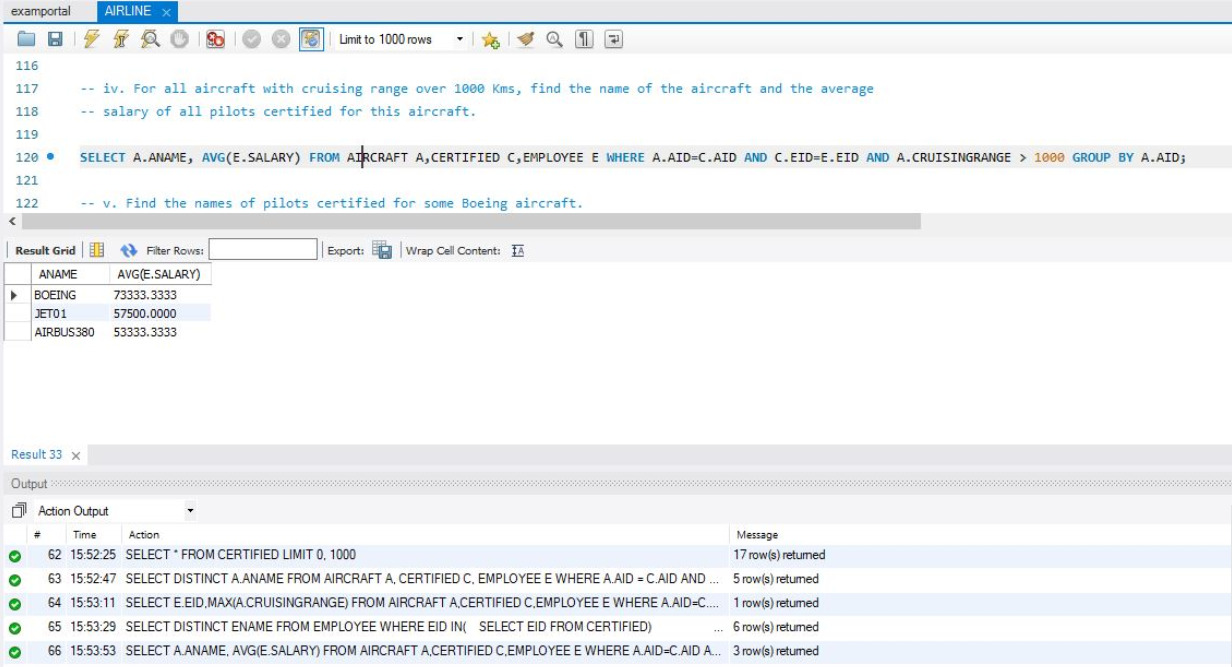 examportal AIRLINE ×
Limit to 1000 rows
116
117 -- iv. For all aircraft with cruising range over 1000 Kms, find the name of the aircraft and the average
118 -- salary of all pilots certified for this aircraft.
119
120 SELECT A.ANAME, AVG(E.SALARY) FROM AIRCRAFT A,CERTIFIED C,EMPLOYEE E WHERE A.AID=C.AID AND C.EID=E.EID AND A.CRUISINGRANGE > 1000 GROUP BY A.AID;
121
122 -- v. Find the names of pilots certified for some Boeing aircraft.
Result Grid Filter Rows: Export: Wrap Cell Content:
ANAME AVG(E.SALARY)
BOEING 73333.3333
JET01 57500.0000
AIRBUS380 53333.3333
Result 33 ×
Output
Action Output
# Time Action Message
62 15:52:25 SELECT * FROM CERTIFIED LIMIT 0, 1000 17 row(s) returned
63 15:52:47 SELECT DISTINCT A.ANAME FROM AIRCRAFT A, CERTIFIED C, EMPLOYEE E WHERE A.AID = C.AID AND ... 5 row(s) returned
64 15:53:11 SELECT E.EID,MAX(A.CRUISINGRANGE) FROM AIRCRAFT A,CERTIFIED C,EMPLOYEE E WHERE A.AID=C.... 1 row(s) returned
65 15:53:29 SELECT DISTINCT ENAME FROM EMPLOYEE WHERE EID IN( SELECT EID FROM CERTIFIED) ... 6 row(s) returned
66 15:53:53 SELECT A.ANAME, AVG(E.SALARY) FROM AIRCRAFT A,CERTIFIED C,EMPLOYEE E WHERE A.AID=C.AID A... 3 row(s) returned